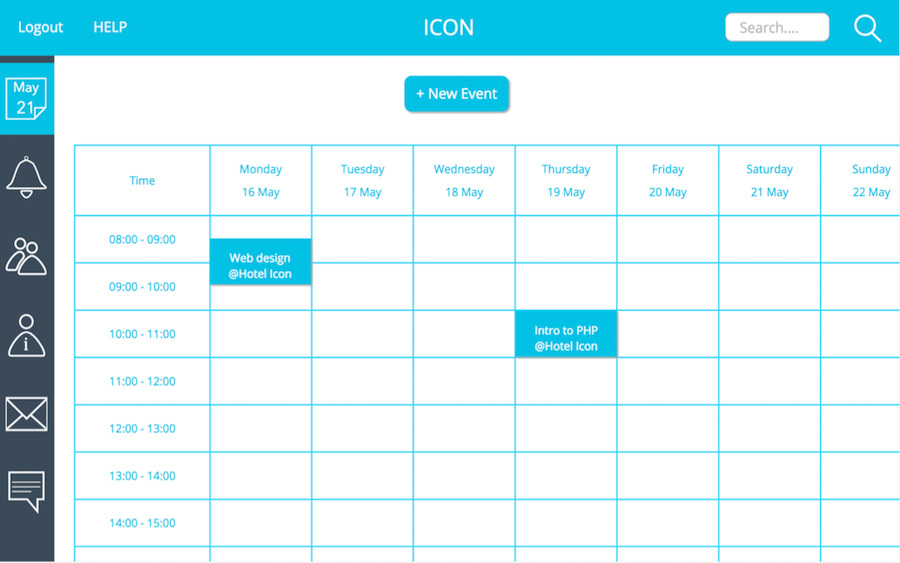 Logout HELP ICON Search....
May
21
+ New Event
Time
Monday
16 May
Tuesday
17 May
Wednesday
18 May
Thursday
19 May
Friday
20 May
Saturday
21 May
Sunday
22 May
08:00 - 09:00
Web design
@Hotel Icon
09:00 - 10:00
10:00 - 11:00
Intro to PHP
@Hotel Icon
i
11:00 - 12:00
12:00 - 13:00
13:00 - 14:00
14:00 - 15:00